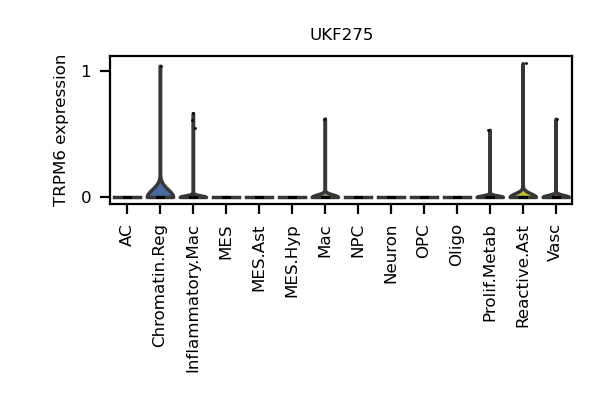 UKF275
TRPM6 expression
1
0
AC
Chromatin.Reg
Inflammatory.Mac
MES
MES.Ast
MES.Hyp
Mac
NPC
Neuron
OPC
Oligo
Prolif.Metab
Reactive.Ast
Vasc